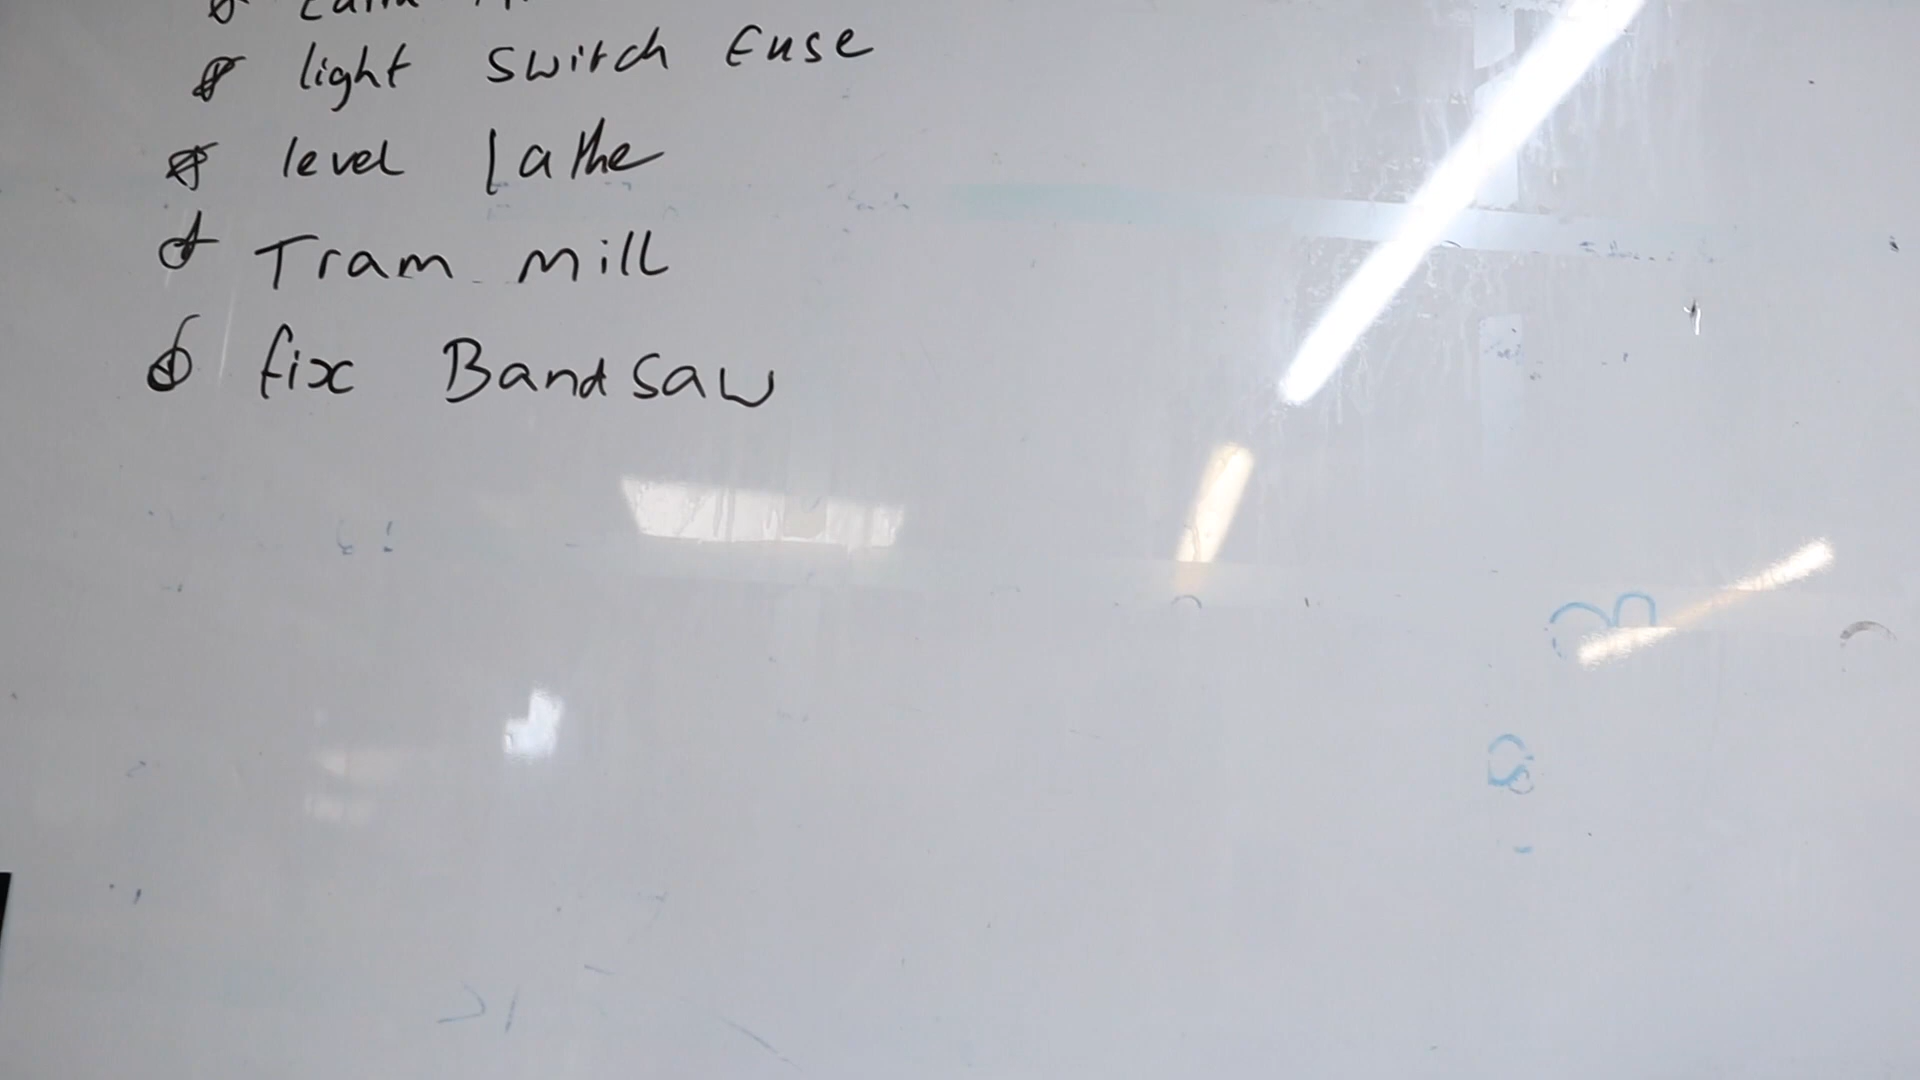 light switch fuse
level lathe
Tram mill
fix Bandsaw